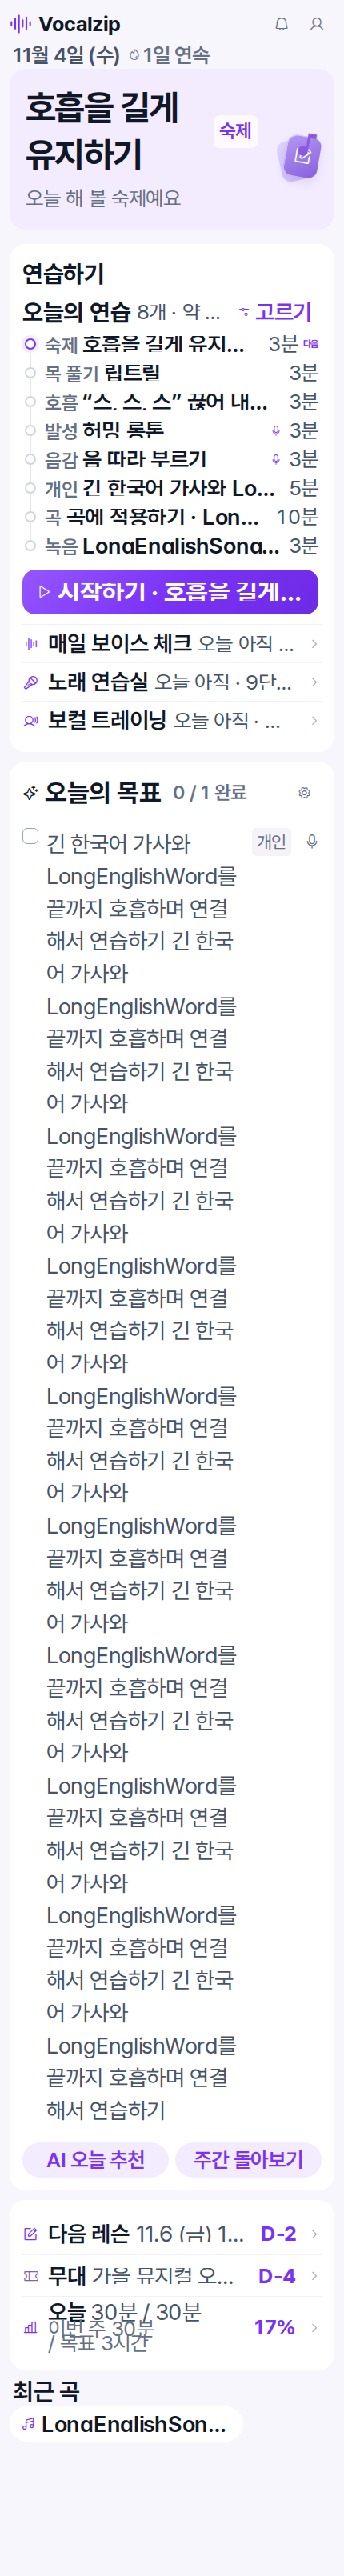 Vocalzip
11월 4일 (수) 1일 연속
호흡을 길게
유지하기
숙제
오늘 해 볼 숙제예요
연습하기
오늘의 연습 8개 · 약 ... 고르기
숙제 호흡을 길게 유지... 3분 다음
목 풀기 립트릴 3분
호흡 “스, 스, 스” 끊어 내... 3분
발성 허밍 롱톤 3분
음감 음 따라 부르기 3분
개인 긴 한국어 가사와 Lo... 5분
곡 곡에 적용하기 · Lon... 10분
녹음 LongEnglishSong... 3분
시작하기 · 호흡을 길게...
매일 보이스 체크 오늘 아직 ...
노래 연습실 오늘 아직 · 9단...
보컬 트레이닝 오늘 아직 · ...
오늘의 목표 0 / 1 완료
긴 한국어 가사와 개인
LongEnglishWord를
끝까지 호흡하며 연결
해서 연습하기 긴 한국
어 가사와
LongEnglishWord를
끝까지 호흡하며 연결
해서 연습하기 긴 한국
어 가사와
LongEnglishWord를
끝까지 호흡하며 연결
해서 연습하기 긴 한국
어 가사와
LongEnglishWord를
끝까지 호흡하며 연결
해서 연습하기 긴 한국
어 가사와
LongEnglishWord를
끝까지 호흡하며 연결
해서 연습하기 긴 한국
어 가사와
LongEnglishWord를
끝까지 호흡하며 연결
해서 연습하기 긴 한국
어 가사와
LongEnglishWord를
끝까지 호흡하며 연결
해서 연습하기 긴 한국
어 가사와
LongEnglishWord를
끝까지 호흡하며 연결
해서 연습하기 긴 한국
어 가사와
LongEnglishWord를
끝까지 호흡하며 연결
해서 연습하기 긴 한국
어 가사와
LongEnglishWord를
끝까지 호흡하며 연결
해서 연습하기
AI 오늘 추천 주간 돌아보기
다음 레슨 11.6 (금) 1... D-2
무대 가을 뮤지컬 오... D-4
오늘 30분 / 30분
이번 주 30분
/ 목표 3시간
17%
최근 곡
LongEnglishSon...